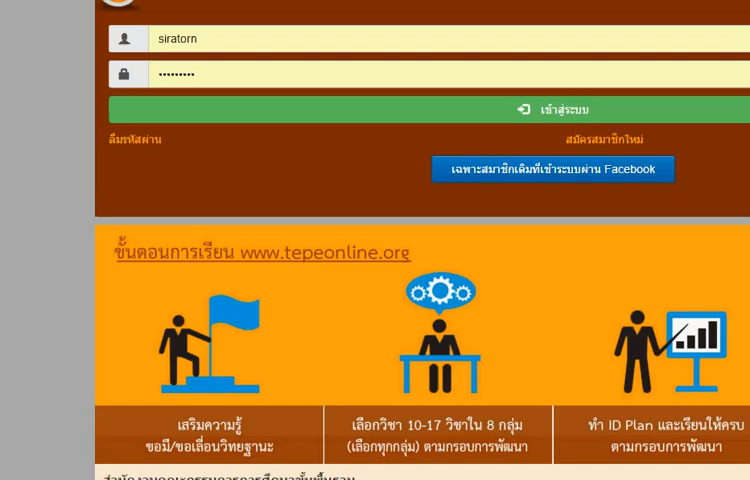 siratorn
•••••••••
เข้าสู่ระบบ
ลืมรหัสผ่าน
สมัครสมาชิกใหม่
เฉพาะสมาชิกเดิมที่เข้าระบบผ่าน Facebook
ขั้นตอนการเรียน www.tepeonline.org
เสริมความรู้
ขอมี/ขอเลื่อนวิทยฐานะ
เลือกวิชา 10-17 วิชาใน 8 กลุ่ม
(เลือกทุกกลุ่ม) ตามกรอบการพัฒนา
ทำ ID Plan และเรียนให้ครบ
ตามกรอบการพัฒนา